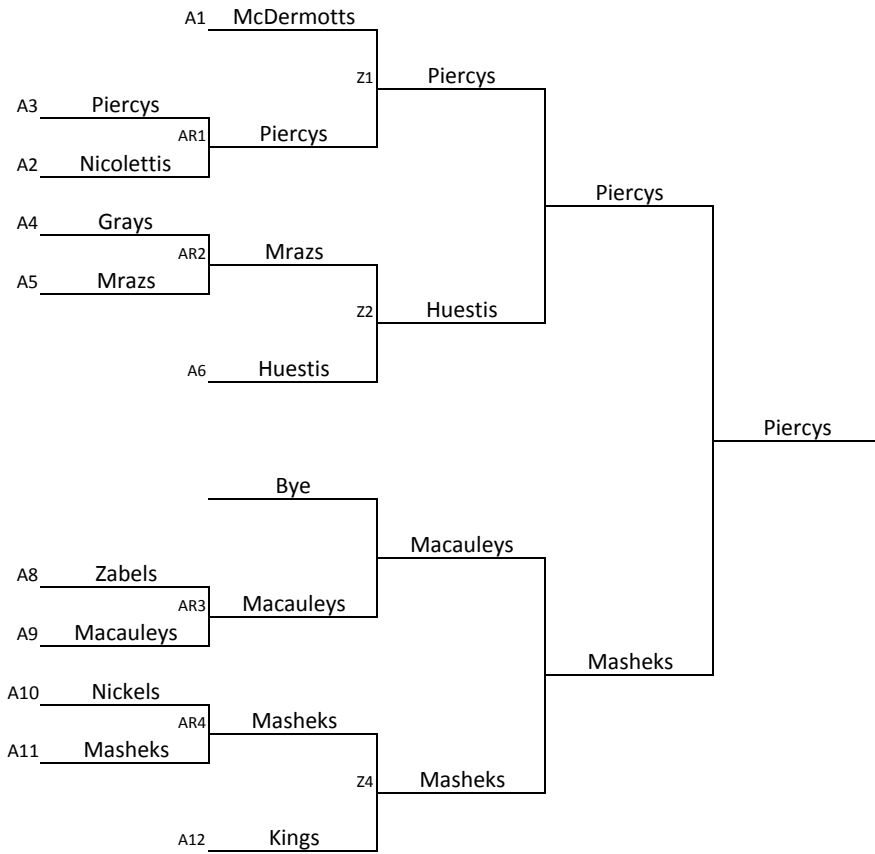 A1 McDermotts
Z1 Piercys
A3 Piercys
AR1 Piercys
A2 Nicolettis
Piercys
A4 Grays
AR2 Mrazs
A5 Mrazs
Z2 Huestis
A6 Huestis
Piercys
Bye
Macauleys
A8 Zabels
AR3 Macauleys
A9 Macauleys
Masheks
A10 Nickels
AR4 Masheks
A11 Masheks
Z4 Masheks
A12 Kings